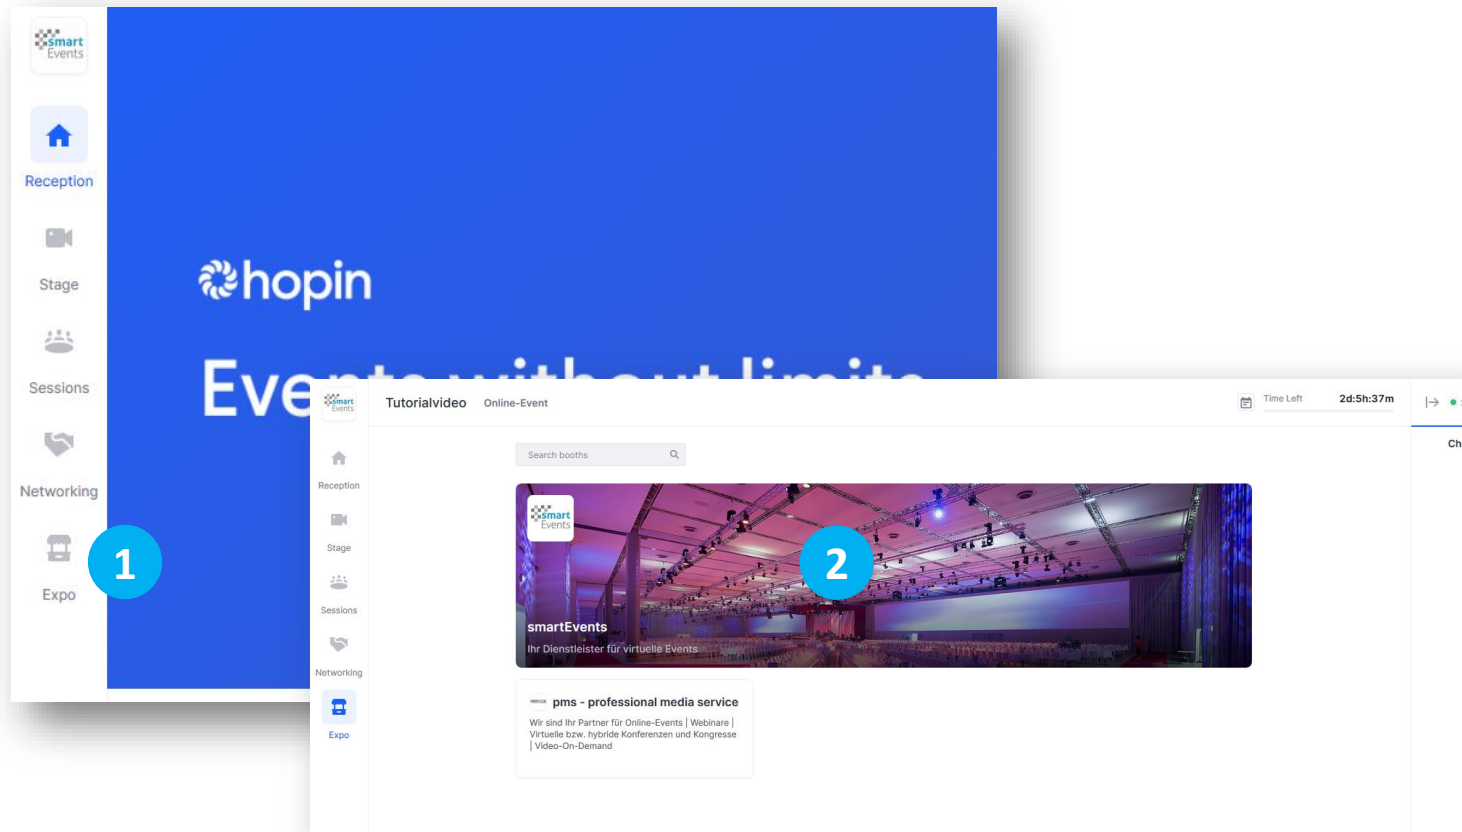 smart
Events
Reception
Stage
Sessions
Networking
Expo
1
hopin
Events without limits
smart
Events
Tutorialvideo
Online-Event
Time Left
2d:5h:37m
Ch
Reception
Stage
Sessions
Networking
Expo
Search booths
smart
Events
2
smartEvents
Ihr Dienstleister für virtuelle Events
pms - professional media service
Wir sind Ihr Partner für Online-Events | Webinare |
Virtuelle bzw. hybride Konferenzen und Kongresse
| Video-On-Demand